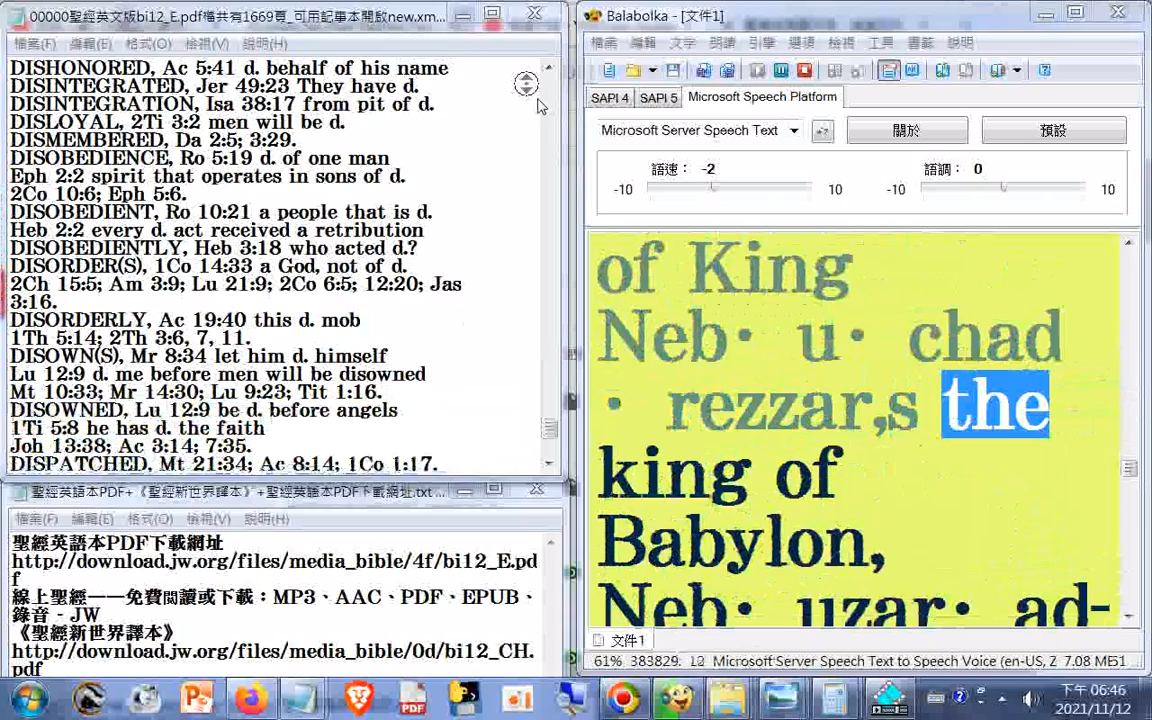 00000聖經英文版bi12_E.pdf檔共有1669頁_可用記事本開啟new.xm...
檔案(F) 編輯(E) 格式(O) 檢視(V) 說明(H)
DISHONORED, Ac 5:41 d. behalf of his name
DISINTEGRATED, Jer 49:23 They have d.
DISINTEGRATION, Isa 38:17 from pit of d.
DISLOYAL, 2Ti 3:2 men will be d.
DISMEMBERED, Da 2:5; 3:29.
DISOBEDIENCE, Ro 5:19 d. of one man
Eph 2:2 spirit that operates in sons of d.
2Co 10:6; Eph 5:6.
DISOBEDIENT, Ro 10:21 a people that is d.
Heb 2:2 every d. act received a retribution
DISOBEDIENTLY, Heb 3:18 who acted d.?
DISORDER(S), 1Co 14:33 a God, not of d.
2Ch 15:5; Am 3:9; Lu 21:9; 2Co 6:5; 12:20; Jas
3:16.
DISORDERLY, Ac 19:40 this d. mob
1Th 5:14; 2Th 3:6, 7, 11.
DISOWN(S), Mr 8:34 let him d. himself
Lu 12:9 d. me before men will be disowned
Mt 10:33; Mr 14:30; Lu 9:23; Tit 1:16.
DISOWNED, Lu 12:9 be d. before angels
1Ti 5:8 he has d. the faith
Joh 13:38; Ac 3:14; 7:35.
DISPATCHED, Mt 21:34; Ac 8:14; 1Co 1:17.
聖經英語本PDF+《聖經新世界譯本》+聖經英語本PDF下載網址.txt ...
檔案(F) 編輯(E) 格式(O) 檢視(V) 說明(H)
聖經英語本PDF下載網址
http://download.jw.org/files/media_bible/4f/bi12_E.pd
f
線上聖經——免費閱讀或下載：MP3、AAC、PDF、EPUB、
錄音 - JW
《聖經新世界譯本》
http://download.jw.org/files/media_bible/0d/bi12_CH.
pdf
Balabolka - [文件1]
檔案 編輯 文字 朗讀 引擎 選項 檢視 工具 書籤 說明
SAPI 4 SAPI 5 Microsoft Speech Platform
Microsoft Server Speech Text 關於 預設
語速： -2 語調： 0
-10 10 -10 10
of King
Neb· u· chad
· rezzar,s the
king of
Babylon,
Neb· uzar· ad-
文件1
61% 383829: 12 Microsoft Server Speech Text to Speech Voice (en-US, Z 7.08 MB
下午 06:46
2021/11/12